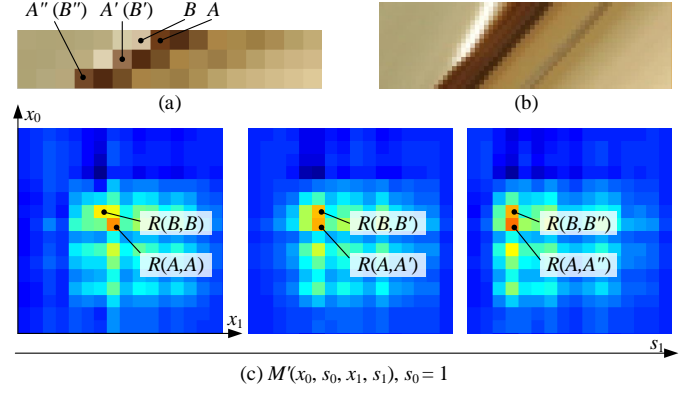 A″ (B″) A′ (B′) B A
(a) (b)
x₀
R(B,B) R(B,B′) R(B,B″)
R(A,A) R(A,A′) R(A,A″)
x₁ s₁
(c) M′(x₀, s₀, x₁, s₁), s₀ = 1